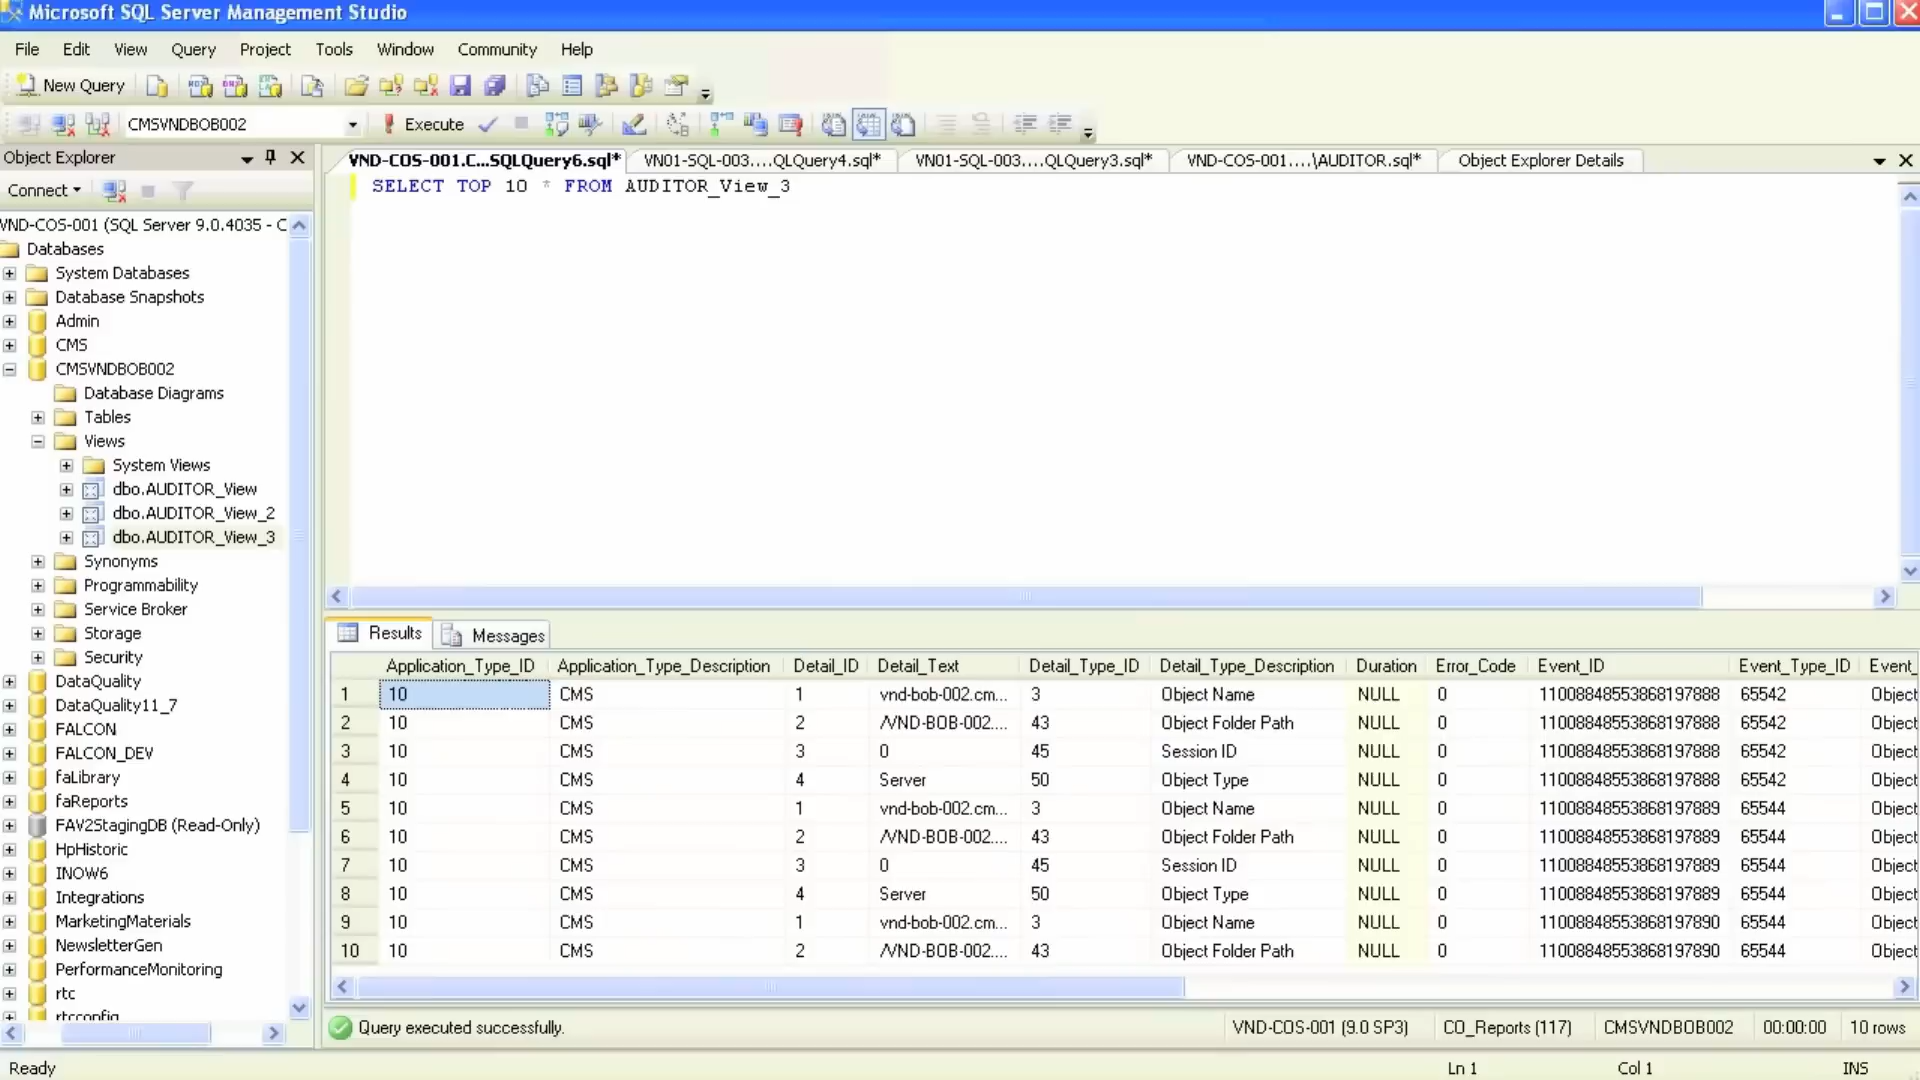 Microsoft SQL Server Management Studio
File Edit View Query Project Tools Window Community Help
New Query
CMSVNDBOB002 Execute
Object Explorer
VND-COS-001.C...SQLQuery6.sql* VN01-SQL-003....QLQuery4.sql* VN01-SQL-003....QLQuery3.sql* VND-COS-001....\AUDITOR.sql* Object Explorer Details
Connect
SELECT TOP 10 * FROM AUDITOR_View_3
VND-COS-001 (SQL Server 9.0.4035 - C
Databases
System Databases
Database Snapshots
Admin
CMS
CMSVNDBOB002
Database Diagrams
Tables
Views
System Views
dbo.AUDITOR_View
dbo.AUDITOR_View_2
dbo.AUDITOR_View_3
Synonyms
Programmability
Service Broker
Storage
Security
DataQuality
DataQuality11_7
FALCON
FALCON_DEV
faLibrary
faReports
FAV2StagingDB (Read-Only)
HpHistoric
INOW6
Integrations
MarketingMaterials
NewsletterGen
PerformanceMonitoring
rtc
rtcconfig
Results Messages
Application_Type_ID Application_Type_Description Detail_ID Detail_Text Detail_Type_ID Detail_Type_Description Duration Error_Code Event_ID Event_Type_ID Event_
1 10 CMS 1 vnd-bob-002.cm... 3 Object Name NULL 0 11008848553868197888 65542 Object
2 10 CMS 2 /VND-BOB-002.... 43 Object Folder Path NULL 0 11008848553868197888 65542 Object
3 10 CMS 3 0 45 Session ID NULL 0 11008848553868197888 65542 Object
4 10 CMS 4 Server 50 Object Type NULL 0 11008848553868197888 65542 Object
5 10 CMS 1 vnd-bob-002.cm... 3 Object Name NULL 0 11008848553868197889 65544 Object
6 10 CMS 2 /VND-BOB-002.... 43 Object Folder Path NULL 0 11008848553868197889 65544 Object
7 10 CMS 3 0 45 Session ID NULL 0 11008848553868197889 65544 Object
8 10 CMS 4 Server 50 Object Type NULL 0 11008848553868197889 65544 Object
9 10 CMS 1 vnd-bob-002.cm... 3 Object Name NULL 0 11008848553868197890 65544 Object
10 10 CMS 2 /VND-BOB-002.... 43 Object Folder Path NULL 0 11008848553868197890 65544 Object
Query executed successfully. VND-COS-001 (9.0 SP3) CO_Reports (117) CMSVNDBOB002 00:00:00 10 rows
Ready Ln 1 Col 1 INS